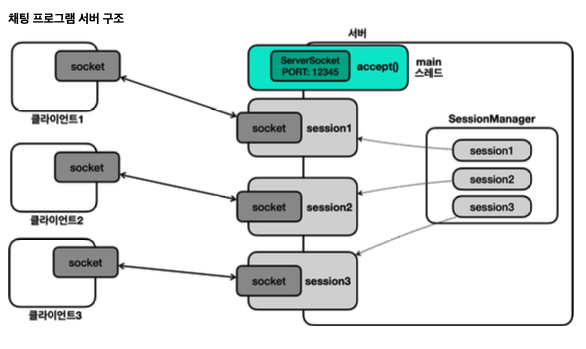 채팅 프로그램 서버 구조
서버
socket
클라이언트1
ServerSocket
PORT: 12345
accept()
main
스레드
socket
session1
SessionManager
session1
session2
session3
socket
클라이언트2
socket
session2
socket
클라이언트3
socket
session3